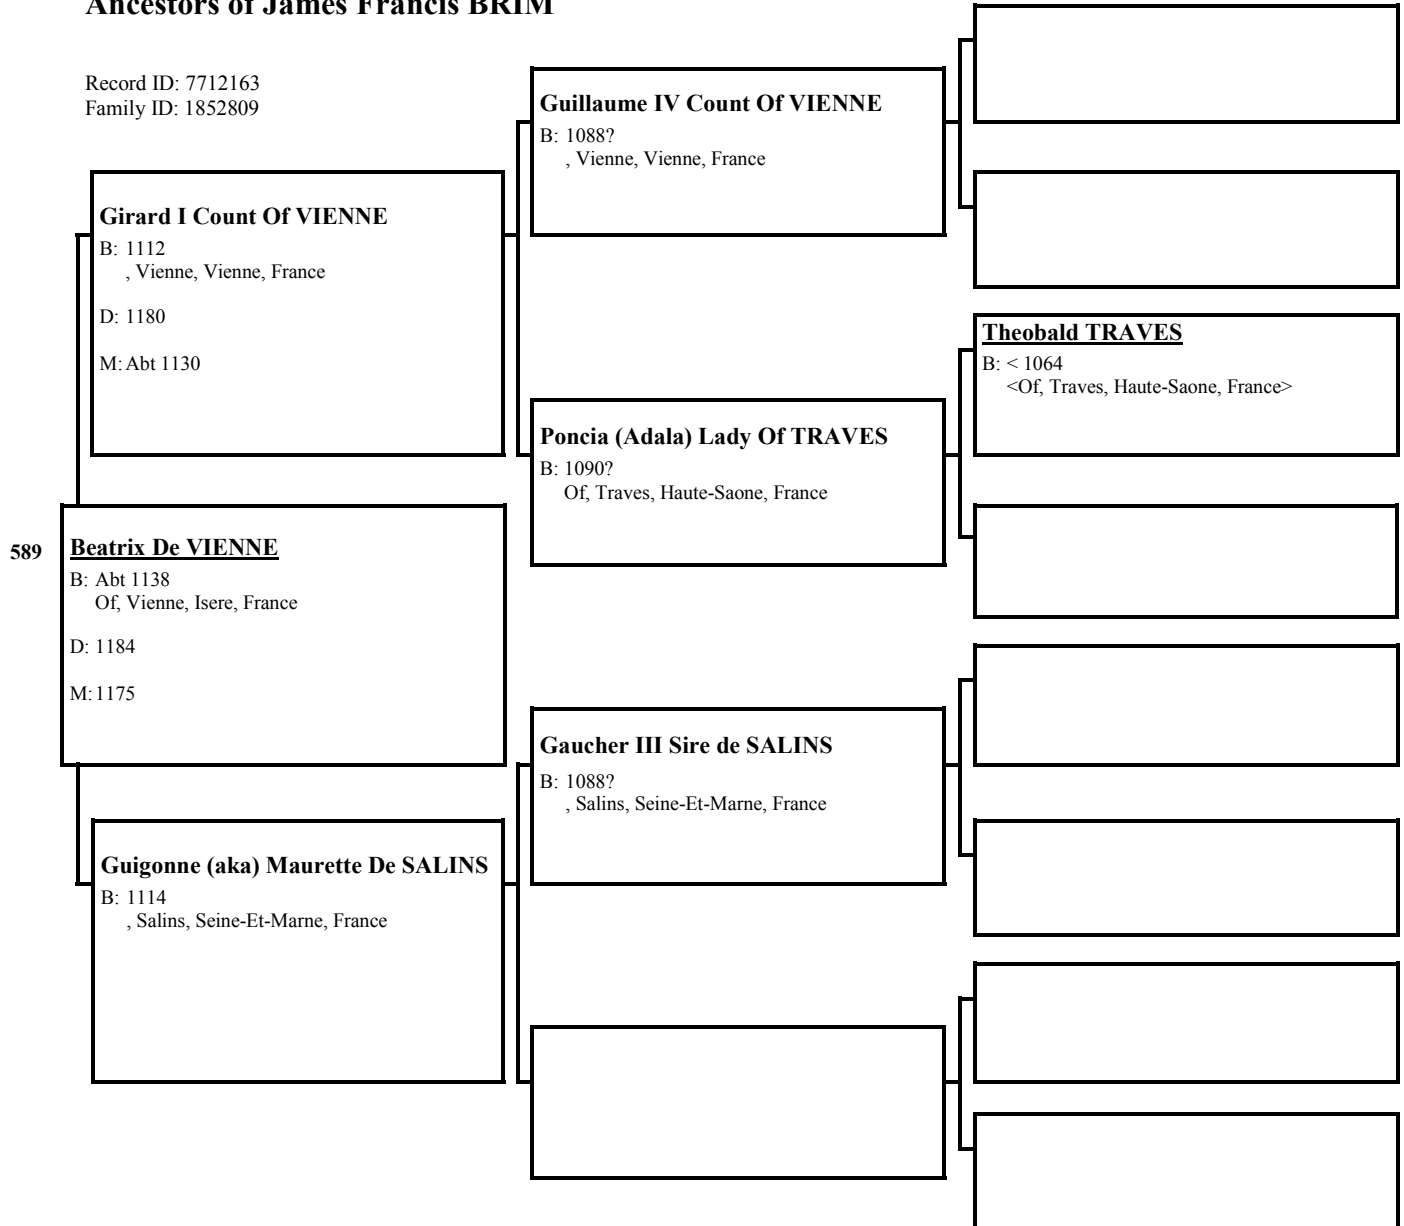 Ancestors of James Francis BRIM
Record ID: 7712163
Family ID: 1852809
Guillaume IV Count Of VIENNE
B: 1088?
, Vienne, Vienne, France
Girard I Count Of VIENNE
B: 1112
, Vienne, Vienne, France
D: 1180
M: Abt 1130
Theobald TRAVES
B: < 1064
<Of, Traves, Haute-Saone, France>
Poncia (Adala) Lady Of TRAVES
B: 1090?
Of, Traves, Haute-Saone, France
589
Beatrix De VIENNE
B: Abt 1138
Of, Vienne, Isere, France
D: 1184
M: 1175
Gaucher III Sire de SALINS
B: 1088?
, Salins, Seine-Et-Marne, France
Guigonne (aka) Maurette De SALINS
B: 1114
, Salins, Seine-Et-Marne, France